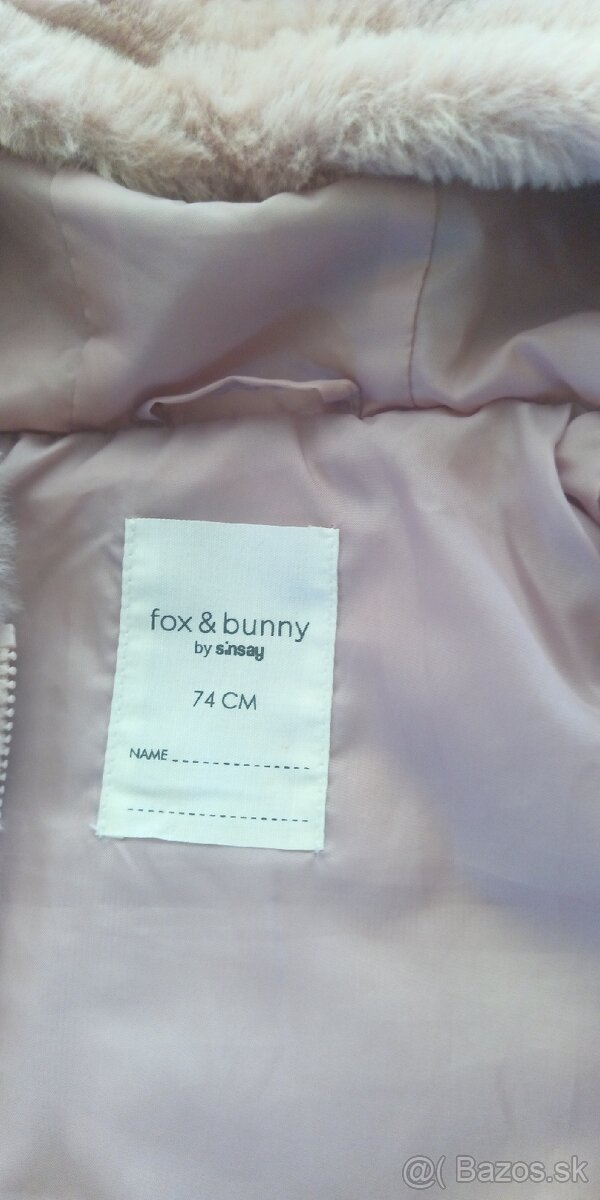 fox & bunny
by sinsay
74 CM
NAME
@( Bazos.sk